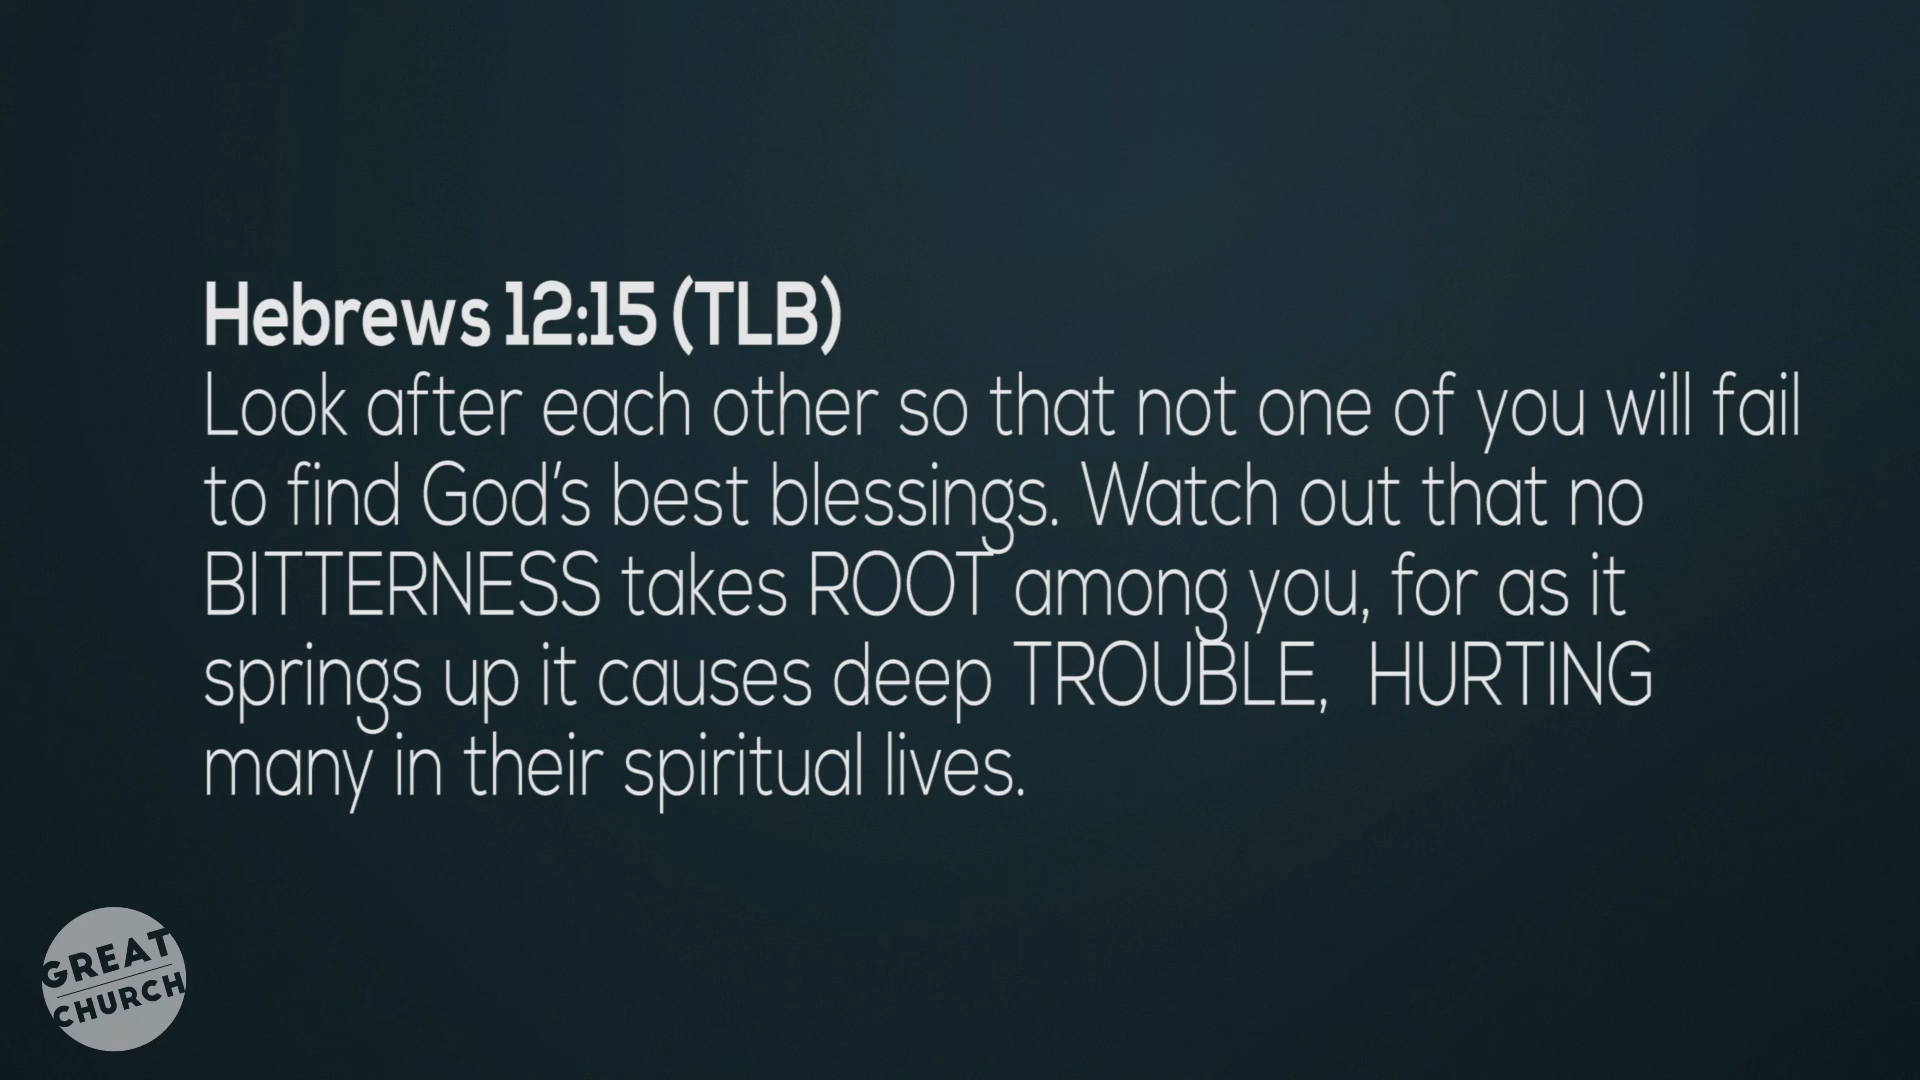 Hebrews 12:15 (TLB)
Look after each other so that not one of you will fail
to find God's best blessings. Watch out that no
BITTERNESS takes ROOT among you, for as it
springs up it causes deep TROUBLE,  HURTING
many in their spiritual lives.
GREAT
CHURCH